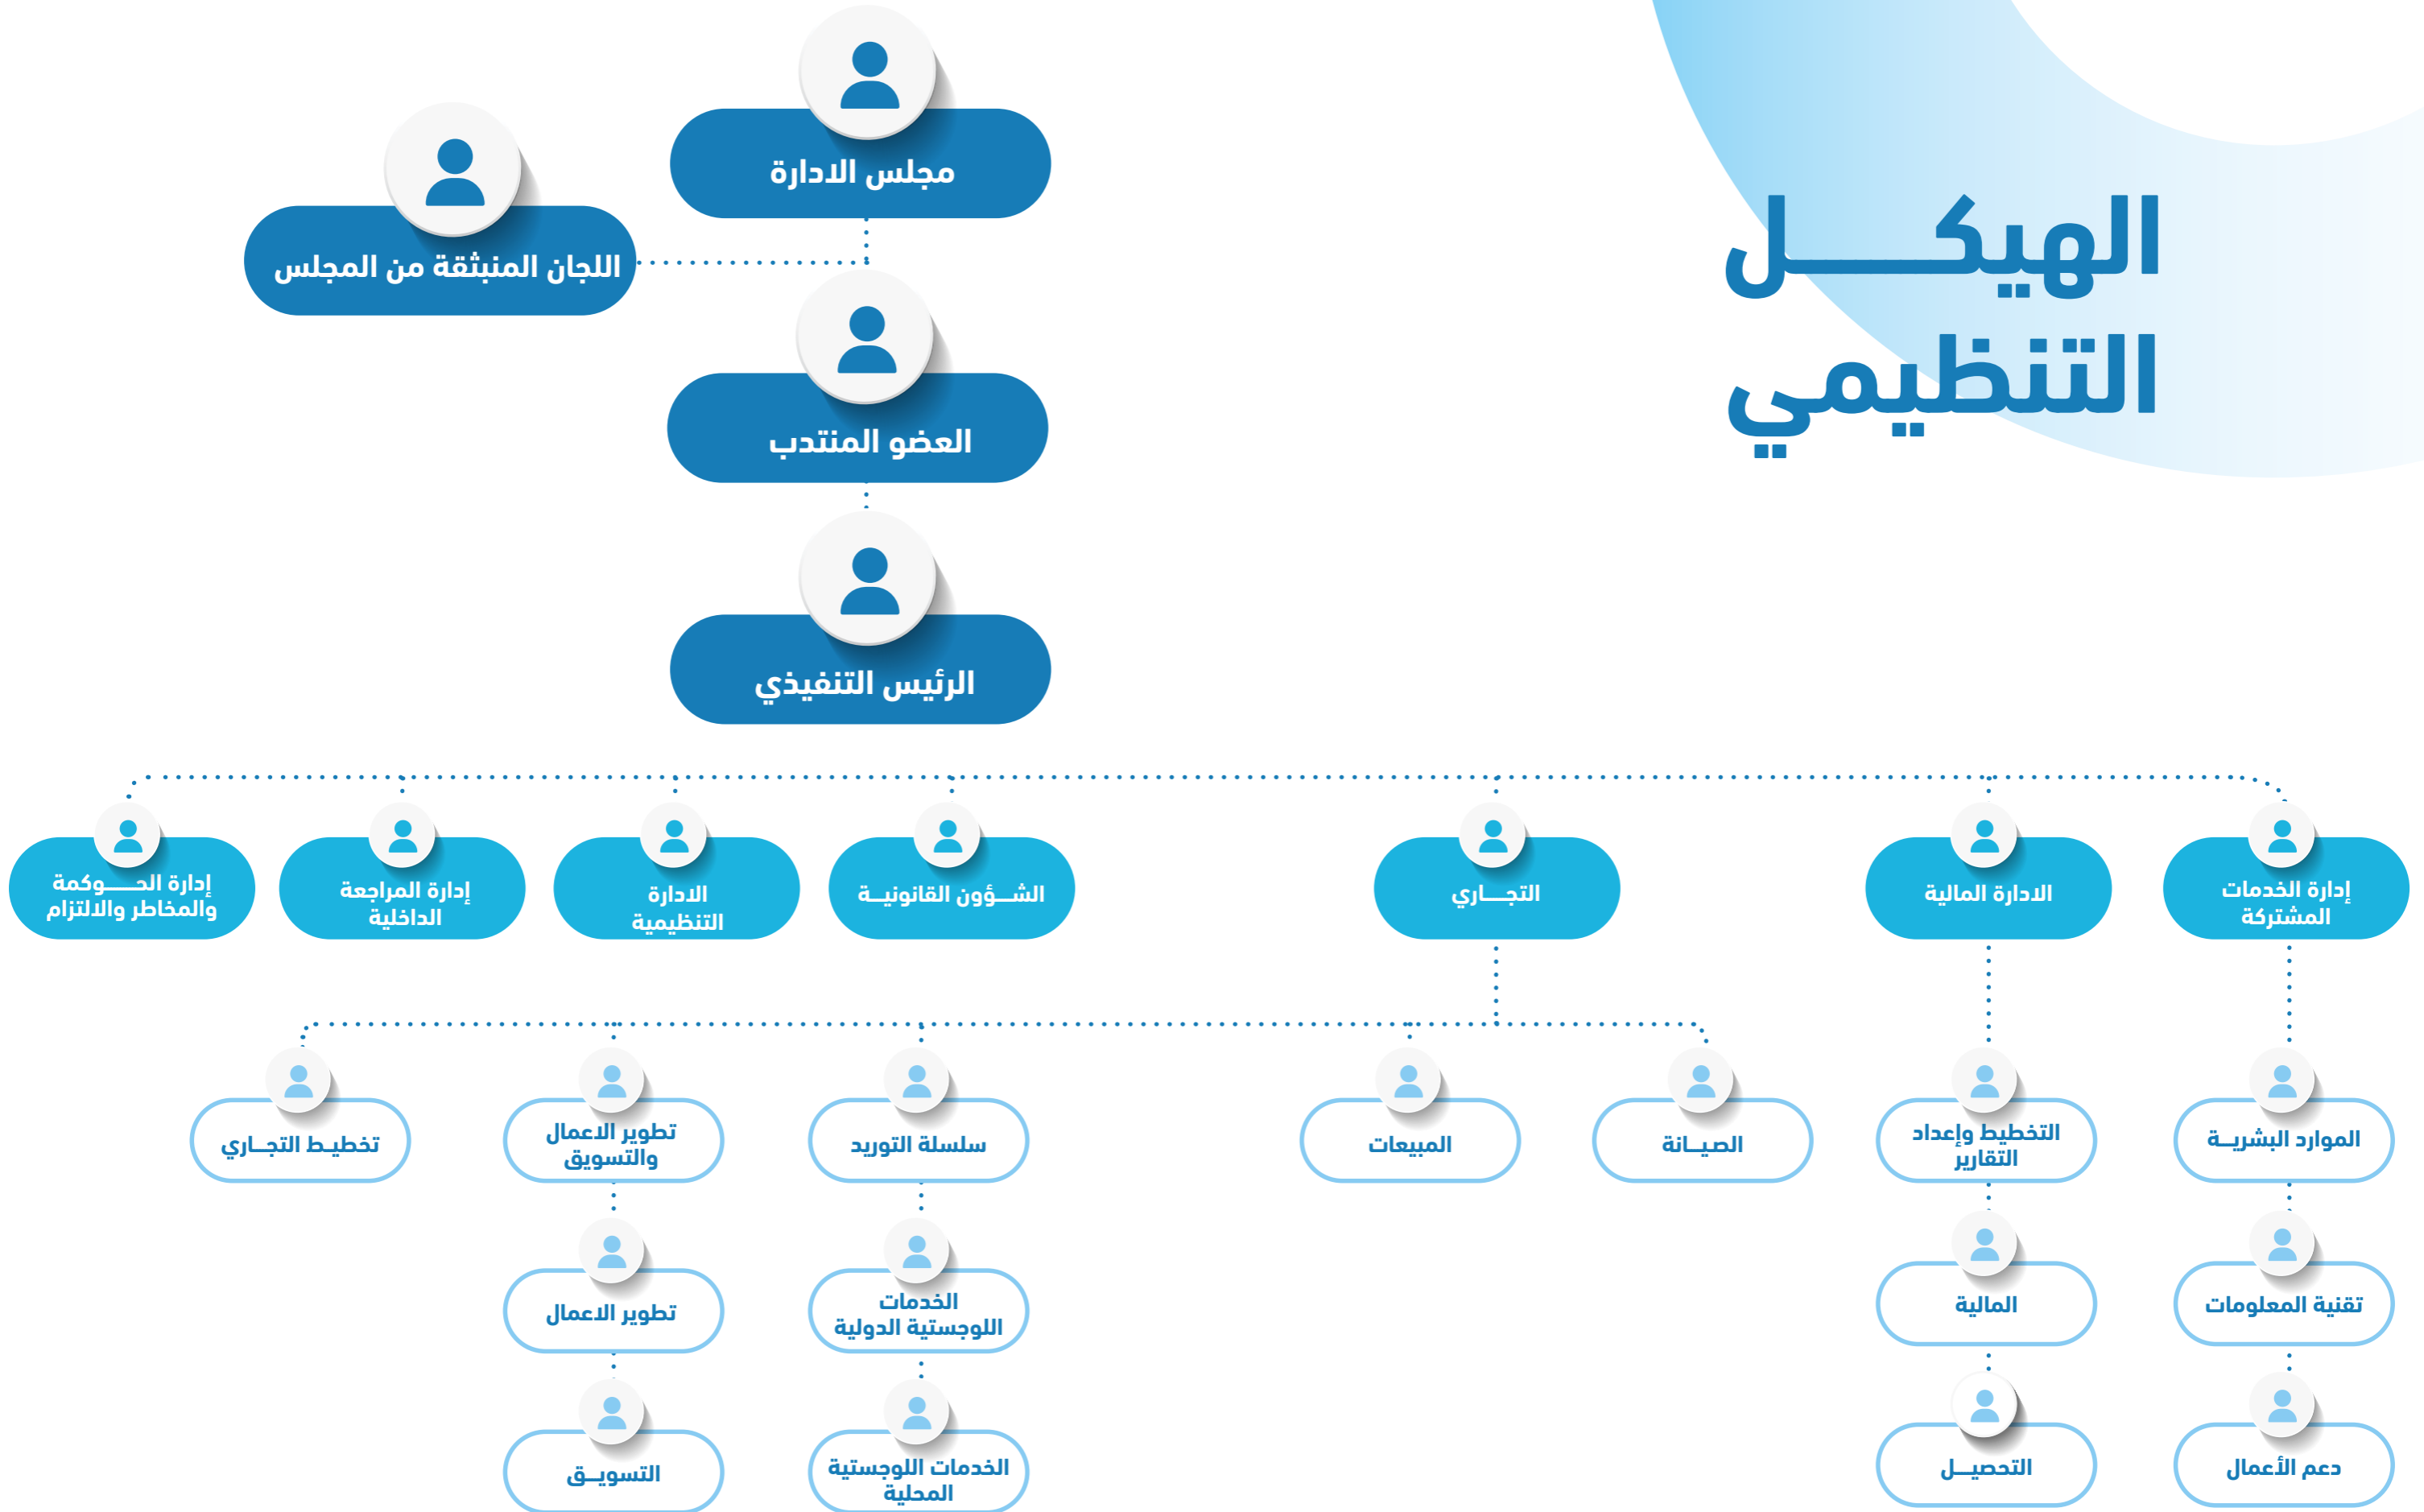 الهيكـــــل
التنظيمي
مجلس الادارة
اللجان المنبثقة من المجلس
العضو المنتدب
الرئيس التنفيذي
إدارة الخدمات
المشتركة
الادارة المالية
التجـــاري
الشــؤون القانونيــة
الادارة
التنظيمية
إدارة المراجعة
الداخلية
إدارة الحـــوكمة
والمخاطر والالتزام
الموارد البشريــة
التخطيط وإعداد
التقارير
الصيــانة
المبيعات
سلسلة التوريد
تطوير الاعمال
والتسويق
تخطيــط التجــاري
تقنية المعلومات
المالية
الخدمات
اللوجستية الدولية
تطوير الاعمال
دعم الأعمال
التحصيــل
الخدمات اللوجستية
المحلية
التسويــق